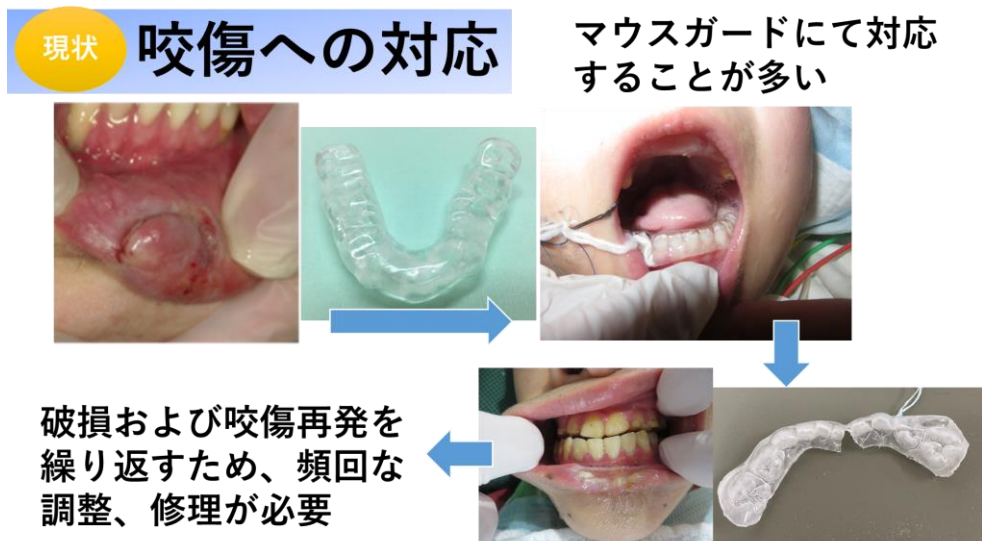 現状
咬傷への対応
マウスガードにて対応
することが多い
破損および咬傷再発を
繰り返すため、頻回な
調整、修理が必要